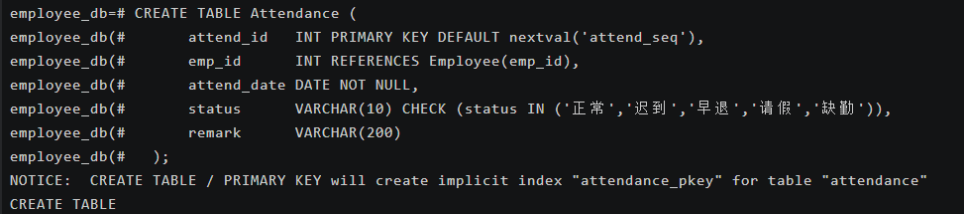 employee_db=# CREATE TABLE Attendance (
employee_db(#       attend_id   INT PRIMARY KEY DEFAULT nextval('attend_seq'),
employee_db(#       emp_id      INT REFERENCES Employee(emp_id),
employee_db(#       attend_date DATE NOT NULL,
employee_db(#       status      VARCHAR(10) CHECK (status IN ('正常','迟到','早退','请假','缺勤')),
employee_db(#       remark      VARCHAR(200)
employee_db(#   );
NOTICE:  CREATE TABLE / PRIMARY KEY will create implicit index "attendance_pkey" for table "attendance"
CREATE TABLE